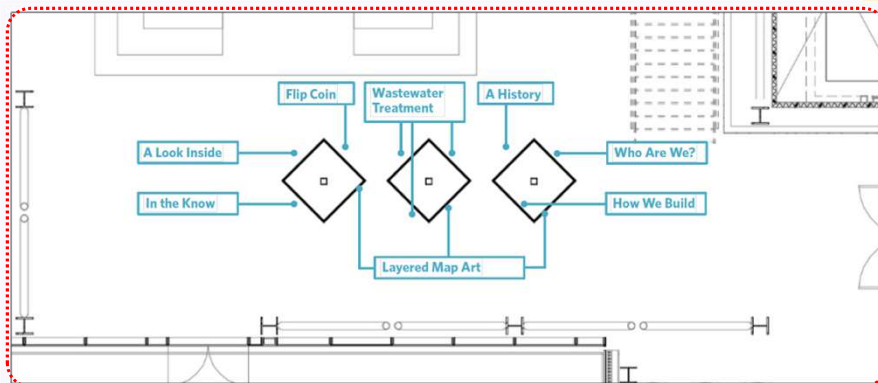 Flip Coin
Wastewater
Treatment
A History
A Look Inside
Who Are We?
In the Know
How We Build
Layered Map Art